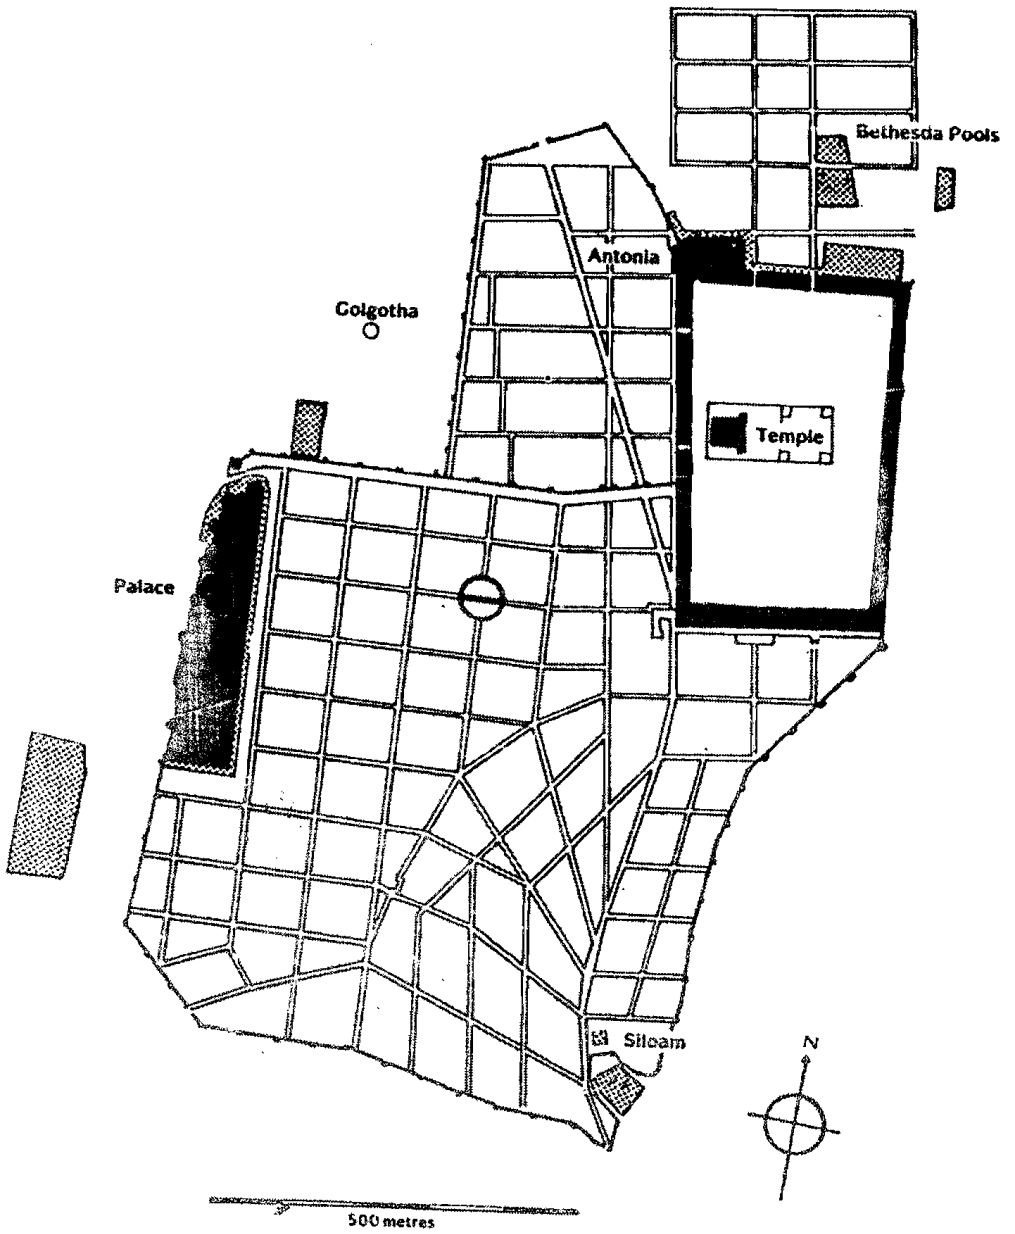 Bethesda Pools
Antonia
Golgotha
Temple
Palace
Siloam
N
500 metres